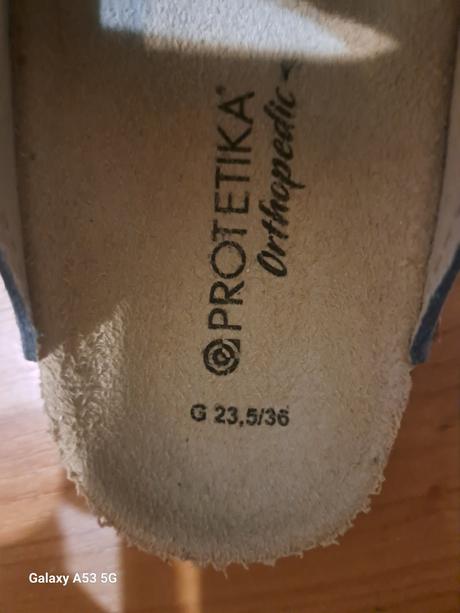 PROTETIKA®
Orthopedic
G 23,5/36
Galaxy A53 5G